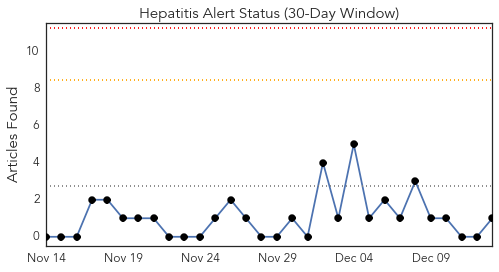 Hepatitis Alert Status (30-Day Window)
Articles Found
10
8
6
4
2
0
Nov 14 Nov 19 Nov 24 Nov 29 Dec 04 Dec 09